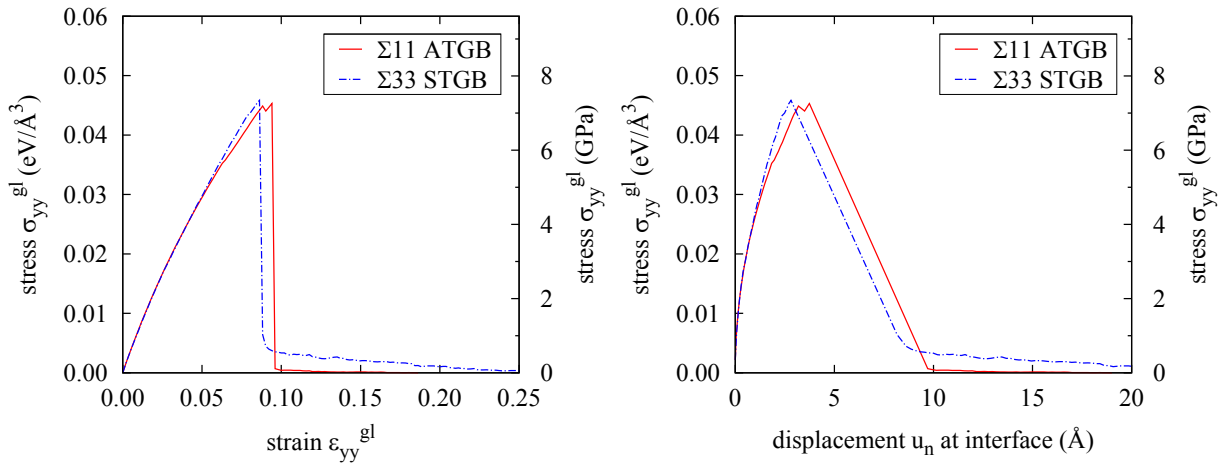 0.06
0.05
0.04
0.03
0.02
0.01
0.00
stress σyy^gl (eV/Å^3)
Σ11 ATGB
Σ33 STGB
8
6
4
2
0
stress σyy^gl (GPa)
0.00 0.05 0.10 0.15 0.20 0.25
strain εyy^gl
0.06
0.05
0.04
0.03
0.02
0.01
0.00
stress σyy^gl (eV/Å^3)
Σ11 ATGB
Σ33 STGB
8
6
4
2
0
stress σyy^gl (GPa)
0 5 10 15 20
displacement un at interface (Å)